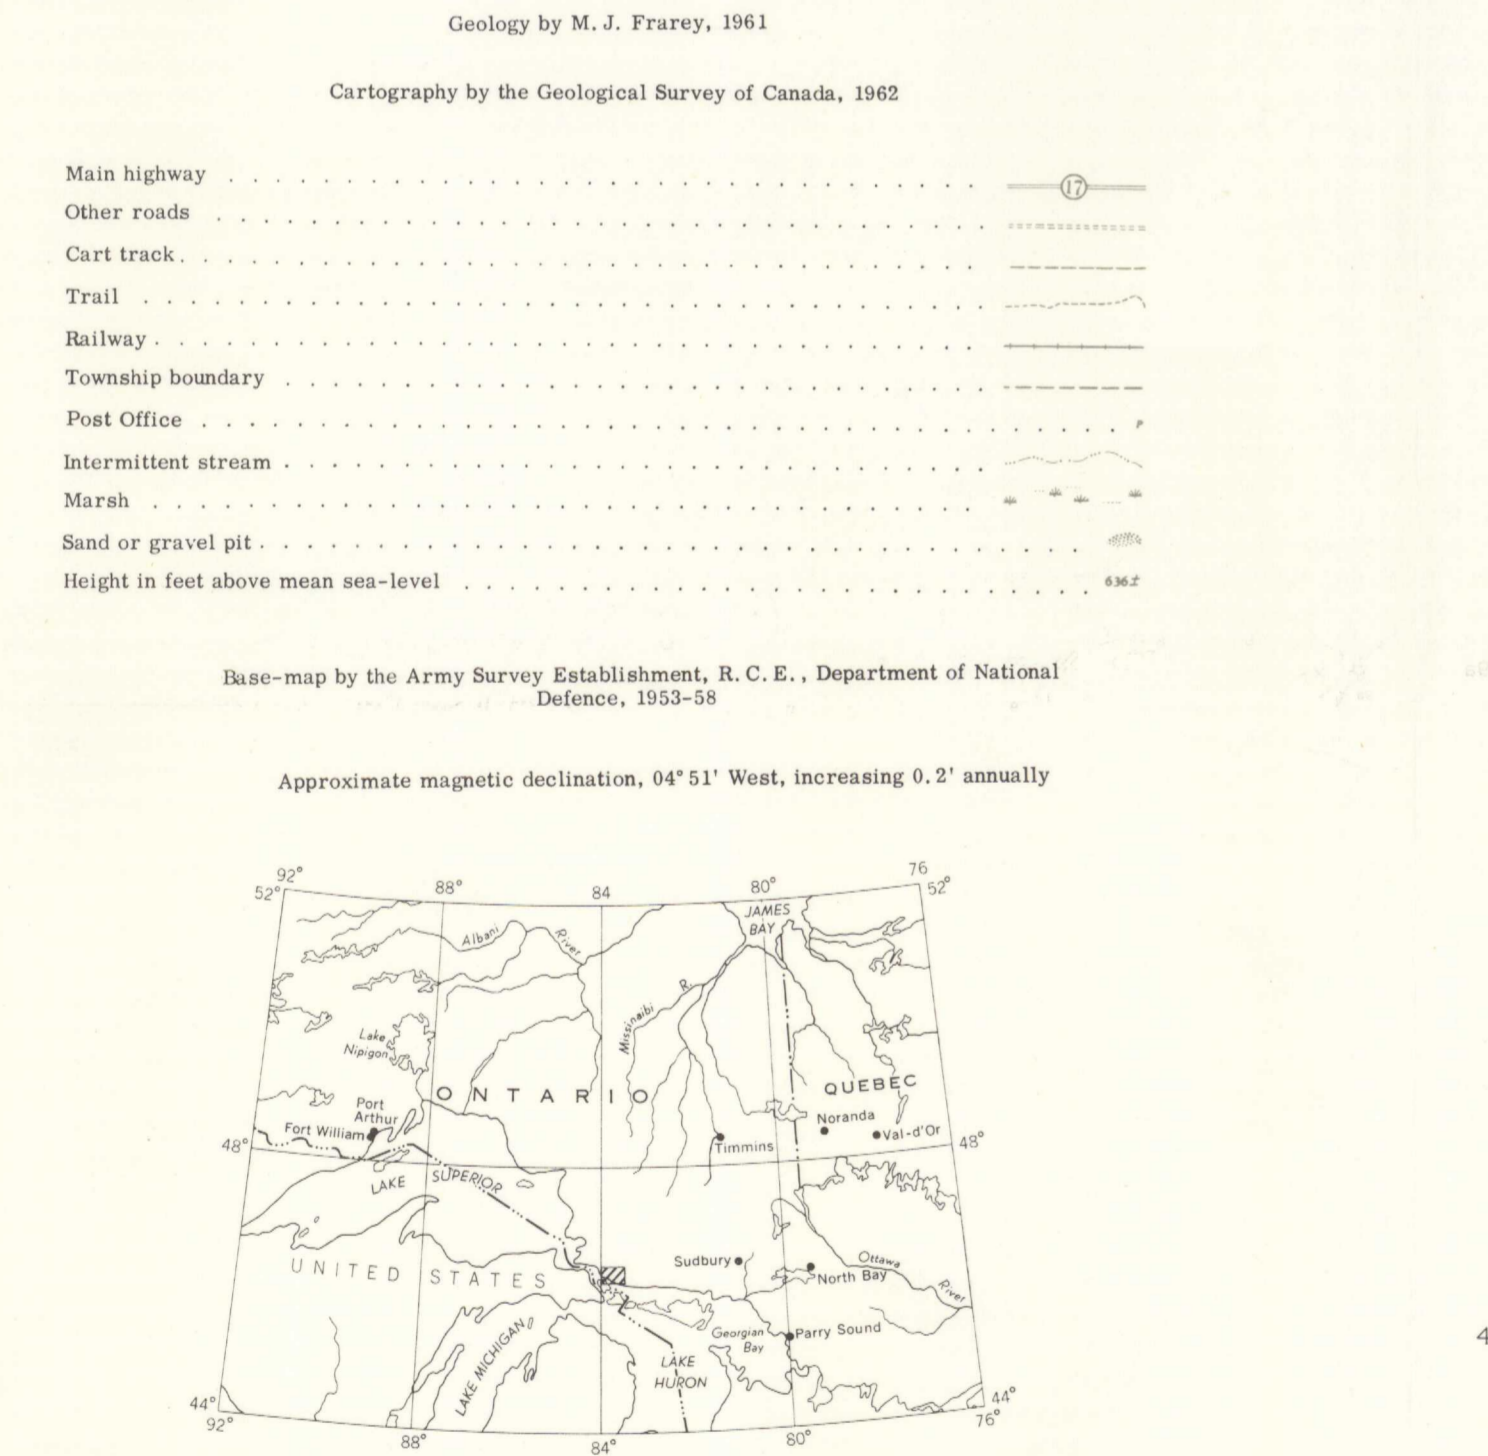 Geology by M. J. Frarey, 1961
Cartography by the Geological Survey of Canada, 1962
Main highway . . . . . . . . . . . . . . . . . . . . . . . . . . . . . . . 17
Other roads . . . . . . . . . . . . . . . . . . . . . . . . . . . . . . .
Cart track . . . . . . . . . . . . . . . . . . . . . . . . . . . . . . .
Trail . . . . . . . . . . . . . . . . . . . . . . . . . . . . . . .
Railway . . . . . . . . . . . . . . . . . . . . . . . . . . . . . . .
Township boundary . . . . . . . . . . . . . . . . . . . . . . . . . . . . .
Post Office . . . . . . . . . . . . . . . . . . . . . . . . . . . . . . . P
Intermittent stream . . . . . . . . . . . . . . . . . . . . . . . . . . . . .
Marsh . . . . . . . . . . . . . . . . . . . . . . . . . . . . . . .
Sand or gravel pit . . . . . . . . . . . . . . . . . . . . . . . . . . . . .
Height in feet above mean sea-level . . . . . . . . . . . . . . . . . . . . . . . 636±
Base-map by the Army Survey Establishment, R. C. E. , Department of National
Defence, 1953-58
Approximate magnetic declination, 04° 51' West, increasing 0. 2' annually
92°
88°
84
80°
76
52°
52°
JAMES
BAY
Albani River
Missinaibi R.
Lake
Nipigon
ONTARIO
QUEBEC
Port
Arthur
Fort William
Noranda
Val-d'Or
Timmins
48°
48°
LAKE SUPERIOR
Sudbury
Ottawa River
North Bay
UNITED STATES
LAKE MICHIGAN
Georgian
Bay
Parry Sound
LAKE
HURON
44°
44°
92°
88°
84°
80°
76°
4